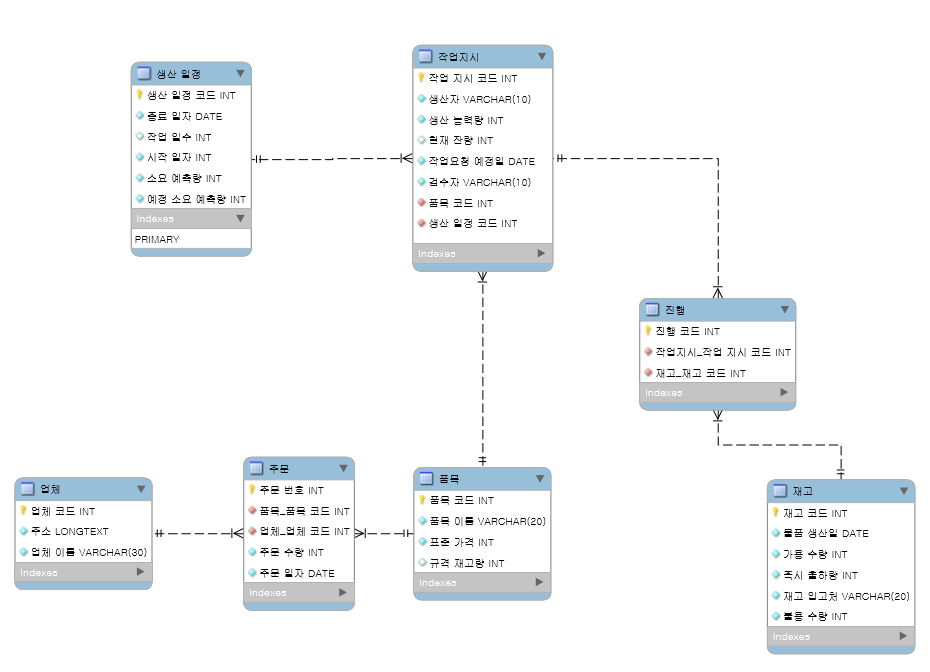 생산 일정
생산 일정 코드 INT
종료 일자 DATE
작업 일수 INT
시작 일자 INT
소요 예측량 INT
예정 소요 예측량 INT
Indexes
PRIMARY
작업지시
작업 지시 코드 INT
생산자 VARCHAR(10)
생산 능력량 INT
현재 잔량 INT
작업요청 예정일 DATE
검수자 VARCHAR(10)
품목 코드 INT
생산 일정 코드 INT
Indexes
진행
진행 코드 INT
작업지시_작업 지시 코드 INT
재고_재고 코드 INT
Indexes
업체
업체 코드 INT
주소 LONGTEXT
업체 이름 VARCHAR(30)
Indexes
주문
주문 번호 INT
품목_품목 코드 INT
업체_업체 코드 INT
주문 수량 INT
주문 일자 DATE
Indexes
품목
품목 코드 INT
품목 이름 VARCHAR(20)
표준 가격 INT
규격 재고량 INT
Indexes
재고
재고 코드 INT
물품 생산일 DATE
가용 수량 INT
즉시 출하량 INT
재고 입고처 VARCHAR(20)
불용 수량 INT
Indexes